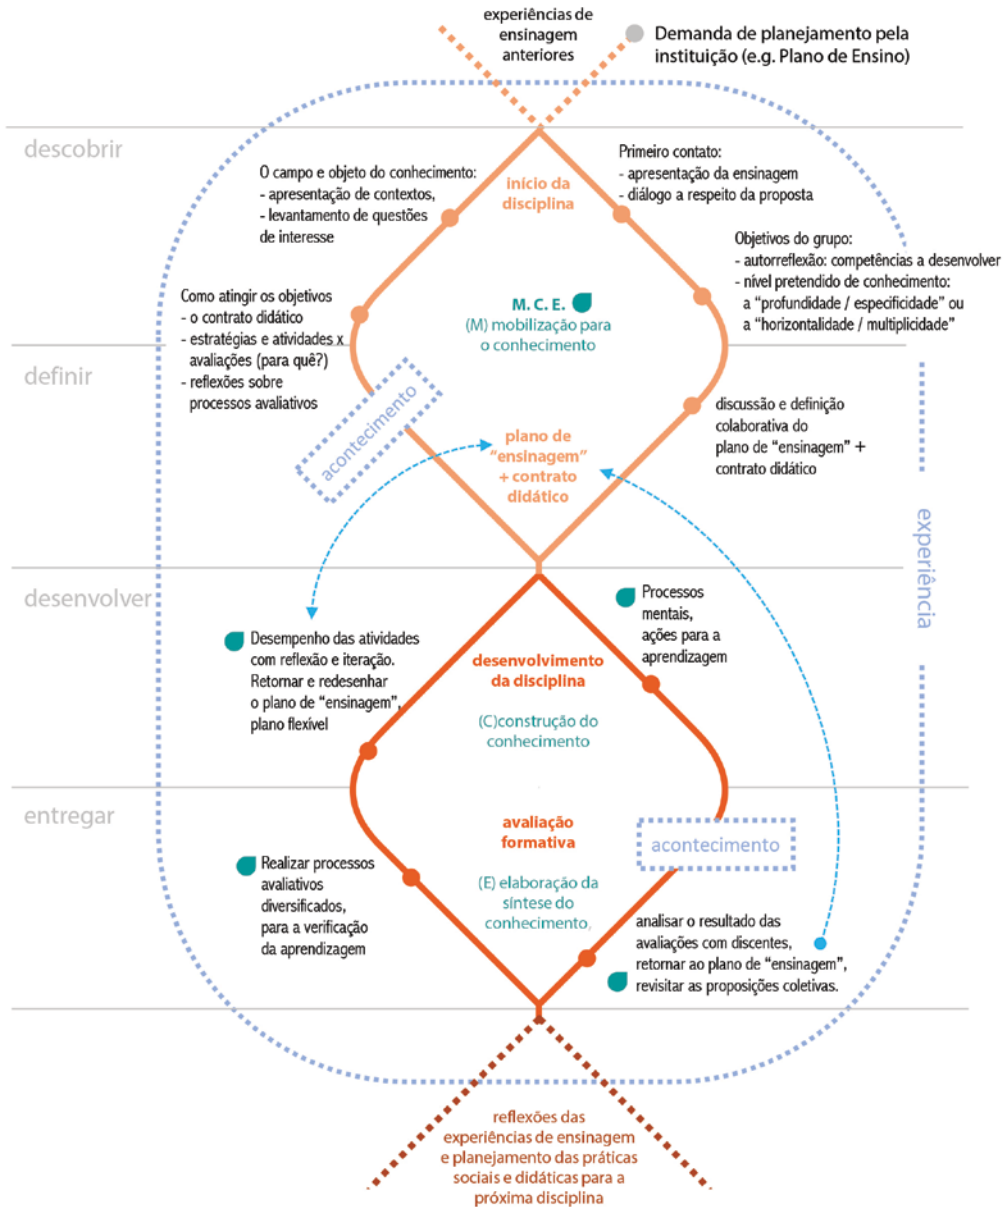 experiências de
ensinagem
anteriores
Demanda de planejamento pela
instituição (e.g. Plano de Ensino)
descobrir
O campo e objeto do conhecimento:
- apresentação de contextos,
- levantamento de questões
de interesse
início da
disciplina
Primeiro contato:
- apresentação da ensinagem
- diálogo a respeito da proposta
Objetivos do grupo:
- autorreflexão: competências a desenvolver
- nível pretendido de conhecimento:
a “profundidade / especificidade” ou
a “horizontalidade / multiplicidade”
Como atingir os objetivos
- o contrato didático
- estratégias e atividades x
avaliações (para quê?)
- reflexões sobre
processos avaliativos
M. C. E.
(M) mobilização para
o conhecimento
definir
acontecimento
plano de
“ensinagem”
+ contrato
didático
discussão e definição
colaborativa do
plano de “ensinagem” +
contrato didático
experiência
desenvolver
Desempenho das atividades
com reflexão e iteração.
Retornar e redesenhar
o plano de “ensinagem”,
plano flexível
desenvolvimento
da disciplina
(C)construção do
conhecimento
Processos
mentais,
ações para a
aprendizagem
entregar
Realizar processos
avaliativos
diversificados,
para a verificação
da aprendizagem
avaliação
formativa
(E) elaboração da
síntese do
conhecimento,
acontecimento
analisar o resultado das
avaliações com discentes,
retornar ao plano de “ensinagem”,
revisitar as proposições coletivas.
reflexões das
experiências de ensinagem
e planejamento das práticas
sociais e didáticas para a
próxima disciplina